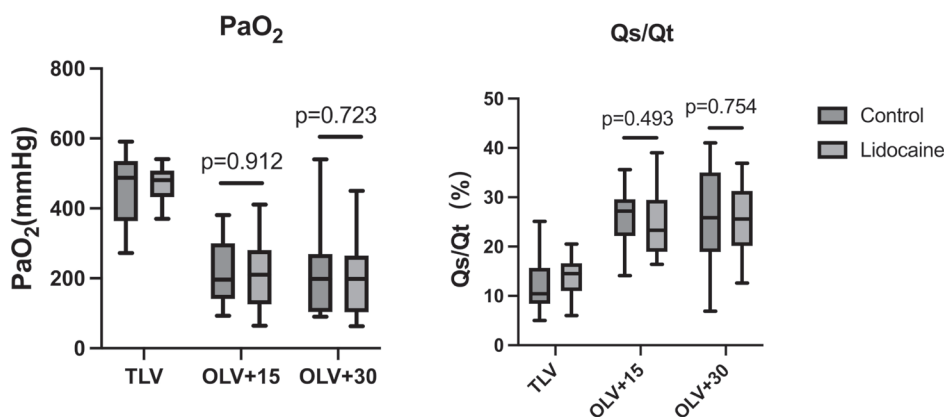 PaO₂
PaO₂(mmHg)
800
600
400
200
0
p=0.912
p=0.723
TLV
OLV+15
OLV+30
Qs/Qt
Qs/Qt (%)
50
40
30
20
10
0
p=0.493
p=0.754
TLV
OLV+15
OLV+30
Control
Lidocaine